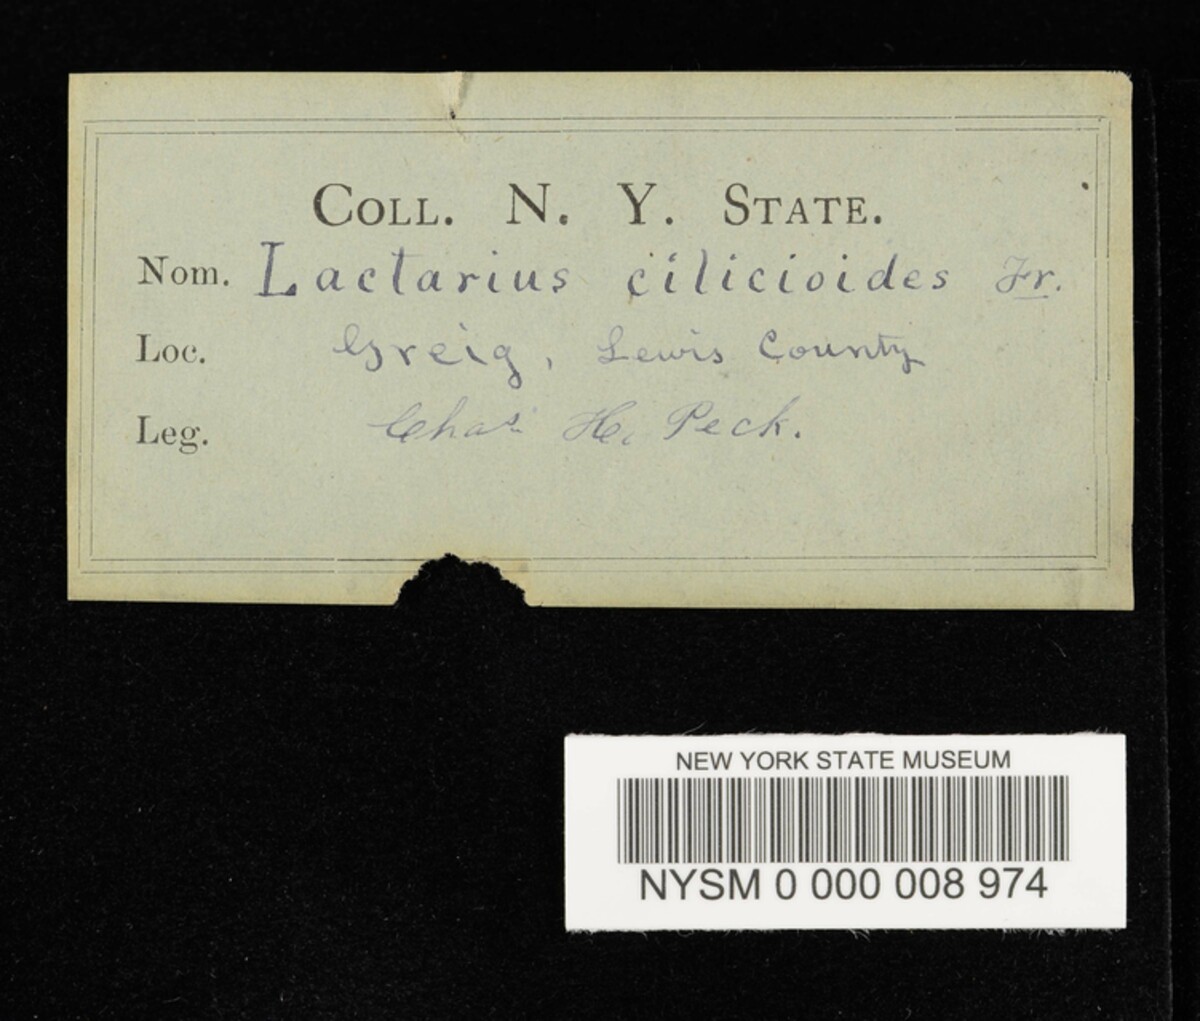 COLL. N. Y. STATE.
Nom. Lactarius cilicioides Fr.
Loc. Greig, Lewis County
Leg. Chas. H. Peck.
NEW YORK STATE MUSEUM
NYSM 0 000 008 974